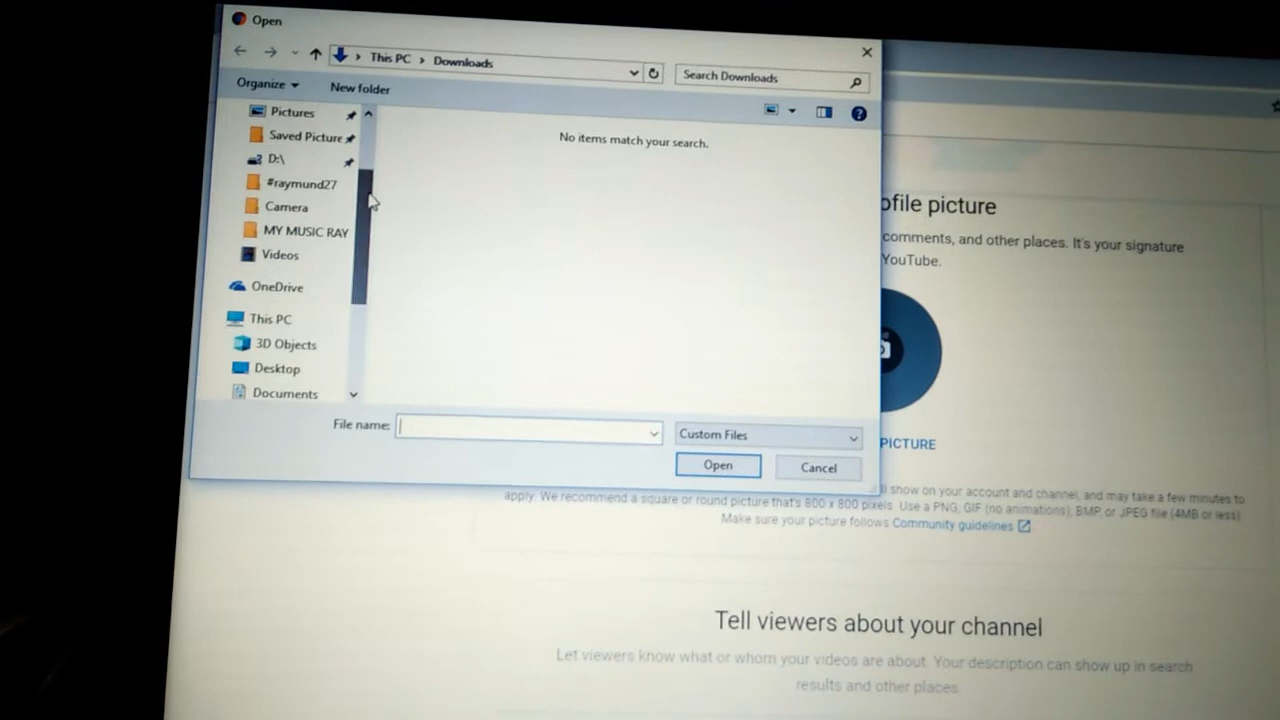 Open
This PC > Downloads
Search Downloads
Organize
New folder
Pictures
Saved Picture
D:\
#raymund27
Camera
MY MUSIC RAY
Videos
OneDrive
This PC
3D Objects
Desktop
Documents
No items match your search.
File name:
Custom Files
Open
Cancel
ofile picture
comments, and other places. It's your signature
YouTube.
PICTURE
ll show on your account and channel, and may take a few minutes to
apply. We recommend a square or round picture that's 800 x 800 pixels. Use a PNG, GIF (no animations), BMP, or JPEG file (4MB or less).
Make sure your picture follows Community guidelines
Tell viewers about your channel
Let viewers know what or whom your videos are about. Your description can show up in search
results and other places.